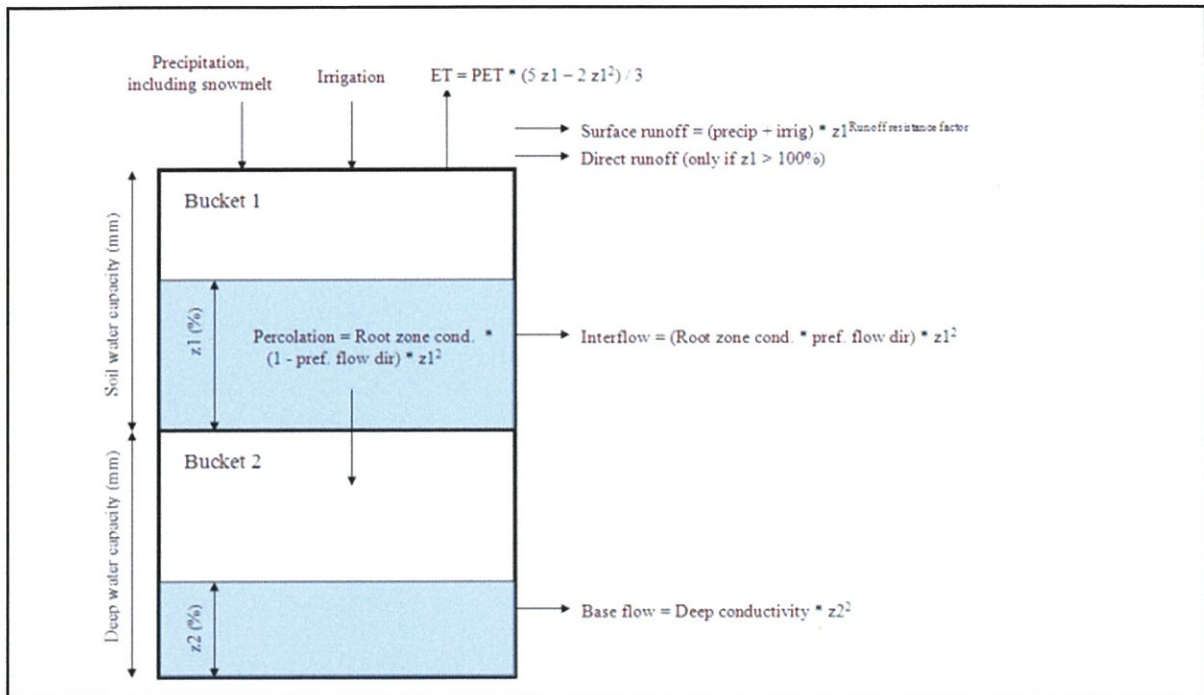 Precipitation,
including snowmelt
Irrigation
ET = PET * (5 z1 – 2 z1²) / 3
Surface runoff = (precip + irrig) * z1^Runoff resistance factor
Direct runoff (only if z1 > 100%)
Soil water capacity (mm)
Bucket 1
z1 (%)
Percolation = Root zone cond. *
(1 - pref. flow dir) * z1²
Interflow = (Root zone cond. * pref. flow dir) * z1²
Deep water capacity (mm)
Bucket 2
z2 (%)
Base flow = Deep conductivity * z2²